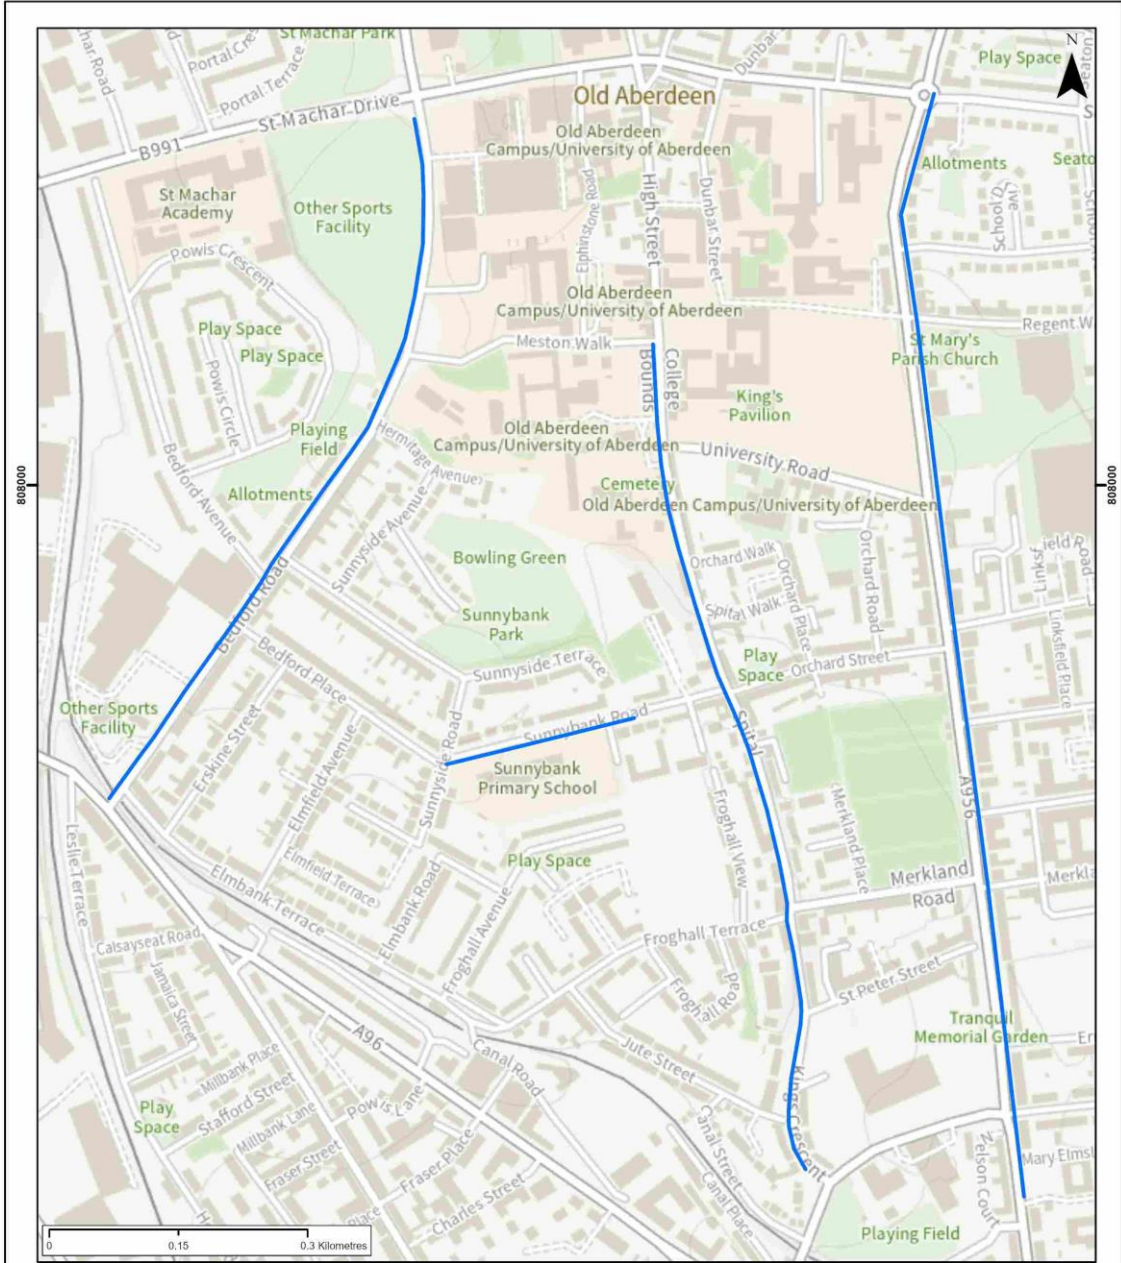 St Machar Park
N
Play Space
Seaton
Portal Terrace
Dunbar
Old Aberdeen
St Machar Drive
B991
Old Aberdeen
Campus/University of Aberdeen
Allotments
St Machar
Academy
Other Sports
Facility
Elphinstone Road
High Street
Dunbar Street
Powis Crescent
Old Aberdeen
Campus/University of Aberdeen
Regent W
Play Space
Play Space
Meston Walk
St Mary's
Parish Church
Powis Circle
College
Bounds
King's
Pavilion
Playing
Field
Hermitage Avenue
Old Aberdeen
Campus/University of Aberdeen
University Road
Bedford Avenue
808000
808000
Allotments
Cemetery
Old Aberdeen Campus/University of Aberdeen
Sunnyside Avenue
Bowling Green
Orchard Walk
Orchard Road
Bedford Road
Sunnybank
Park
Spital Walk
Orchard Place
Linksfield Place
Bedford Place
Sunnyside Terrace
Play
Space
Orchard Street
Other Sports
Facility
Erskine Street
Sunnyside Road
Sunnybank Road
Spital
Elmfield Avenue
Sunnybank
Primary School
A956
Froghall View
Merkland Place
Leslie Terrace
Elmfield Terrace
Play Space
Elmbank Terrace
Elmbank Road
Froghall Avenue
Merkland
Road
Calsayseat Road
Froghall Terrace
Jamaica Street
Froghall Road
St Peter Street
Tranquil
Memorial Garden
A96
Jute Street
Canal Road
Kings Crescent
Millbank Place
Stafford Street
Powis Lane
Play
Space
Millbank Lane
Canal Street
Nelson Court
Mary Elms
Fraser Street
Fraser Place
Charles Street
Canal Place
Playing Field
0
0.15
0.3 Kilometres